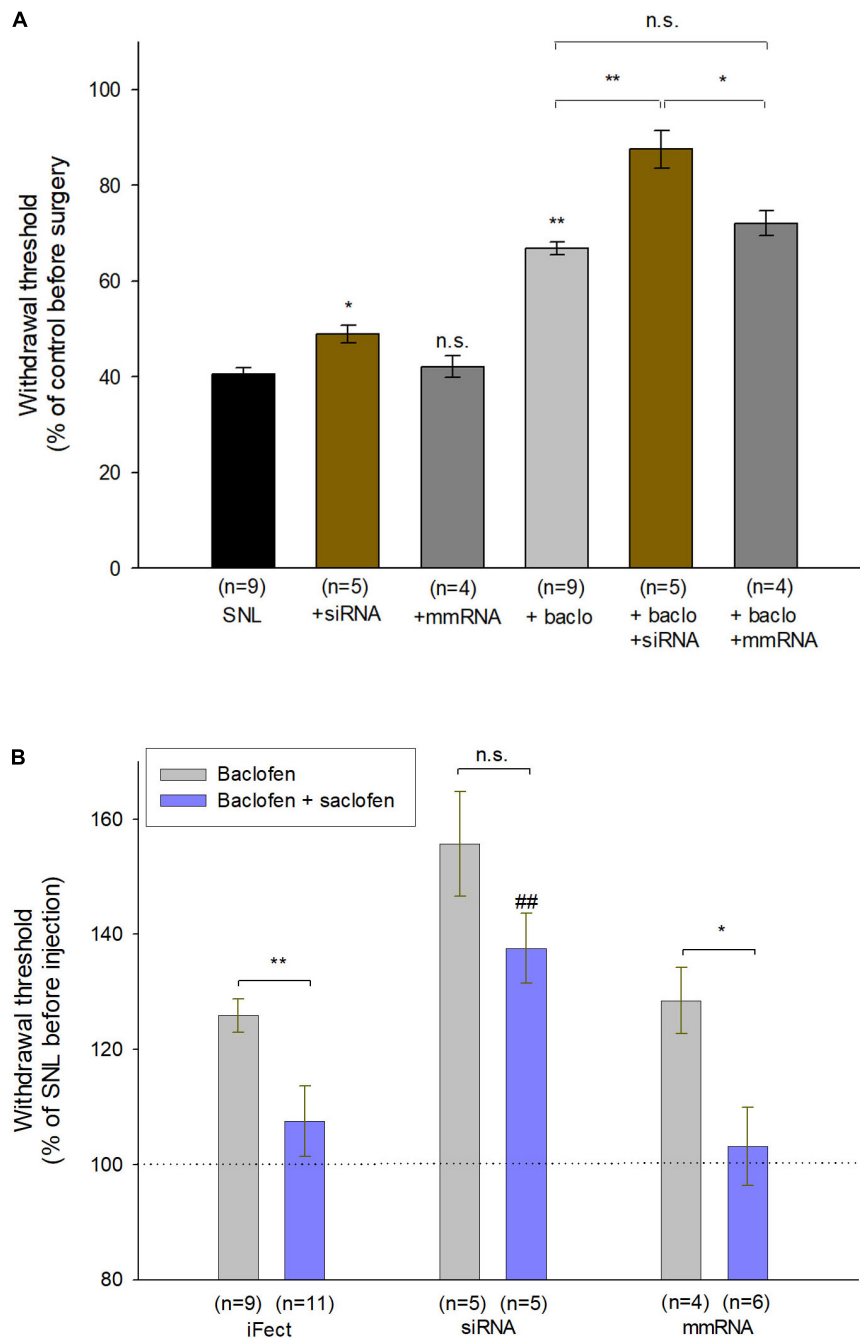 A
n.s.
**
*
100
80
60
40
20
0
Withdrawal threshold
(% of control before surgery)
*
n.s.
**
(n=9)
(n=5)
(n=4)
(n=9)
(n=5)
(n=4)
SNL
+siRNA
+mmRNA
+ baclo
+ baclo
+siRNA
+ baclo
+mmRNA
B
Baclofen
Baclofen + saclofen
n.s.
160
140
120
100
80
Withdrawal threshold
(% of SNL before injection)
**
##
*
(n=9) (n=11)
(n=5) (n=5)
(n=4) (n=6)
iFect
siRNA
mmRNA